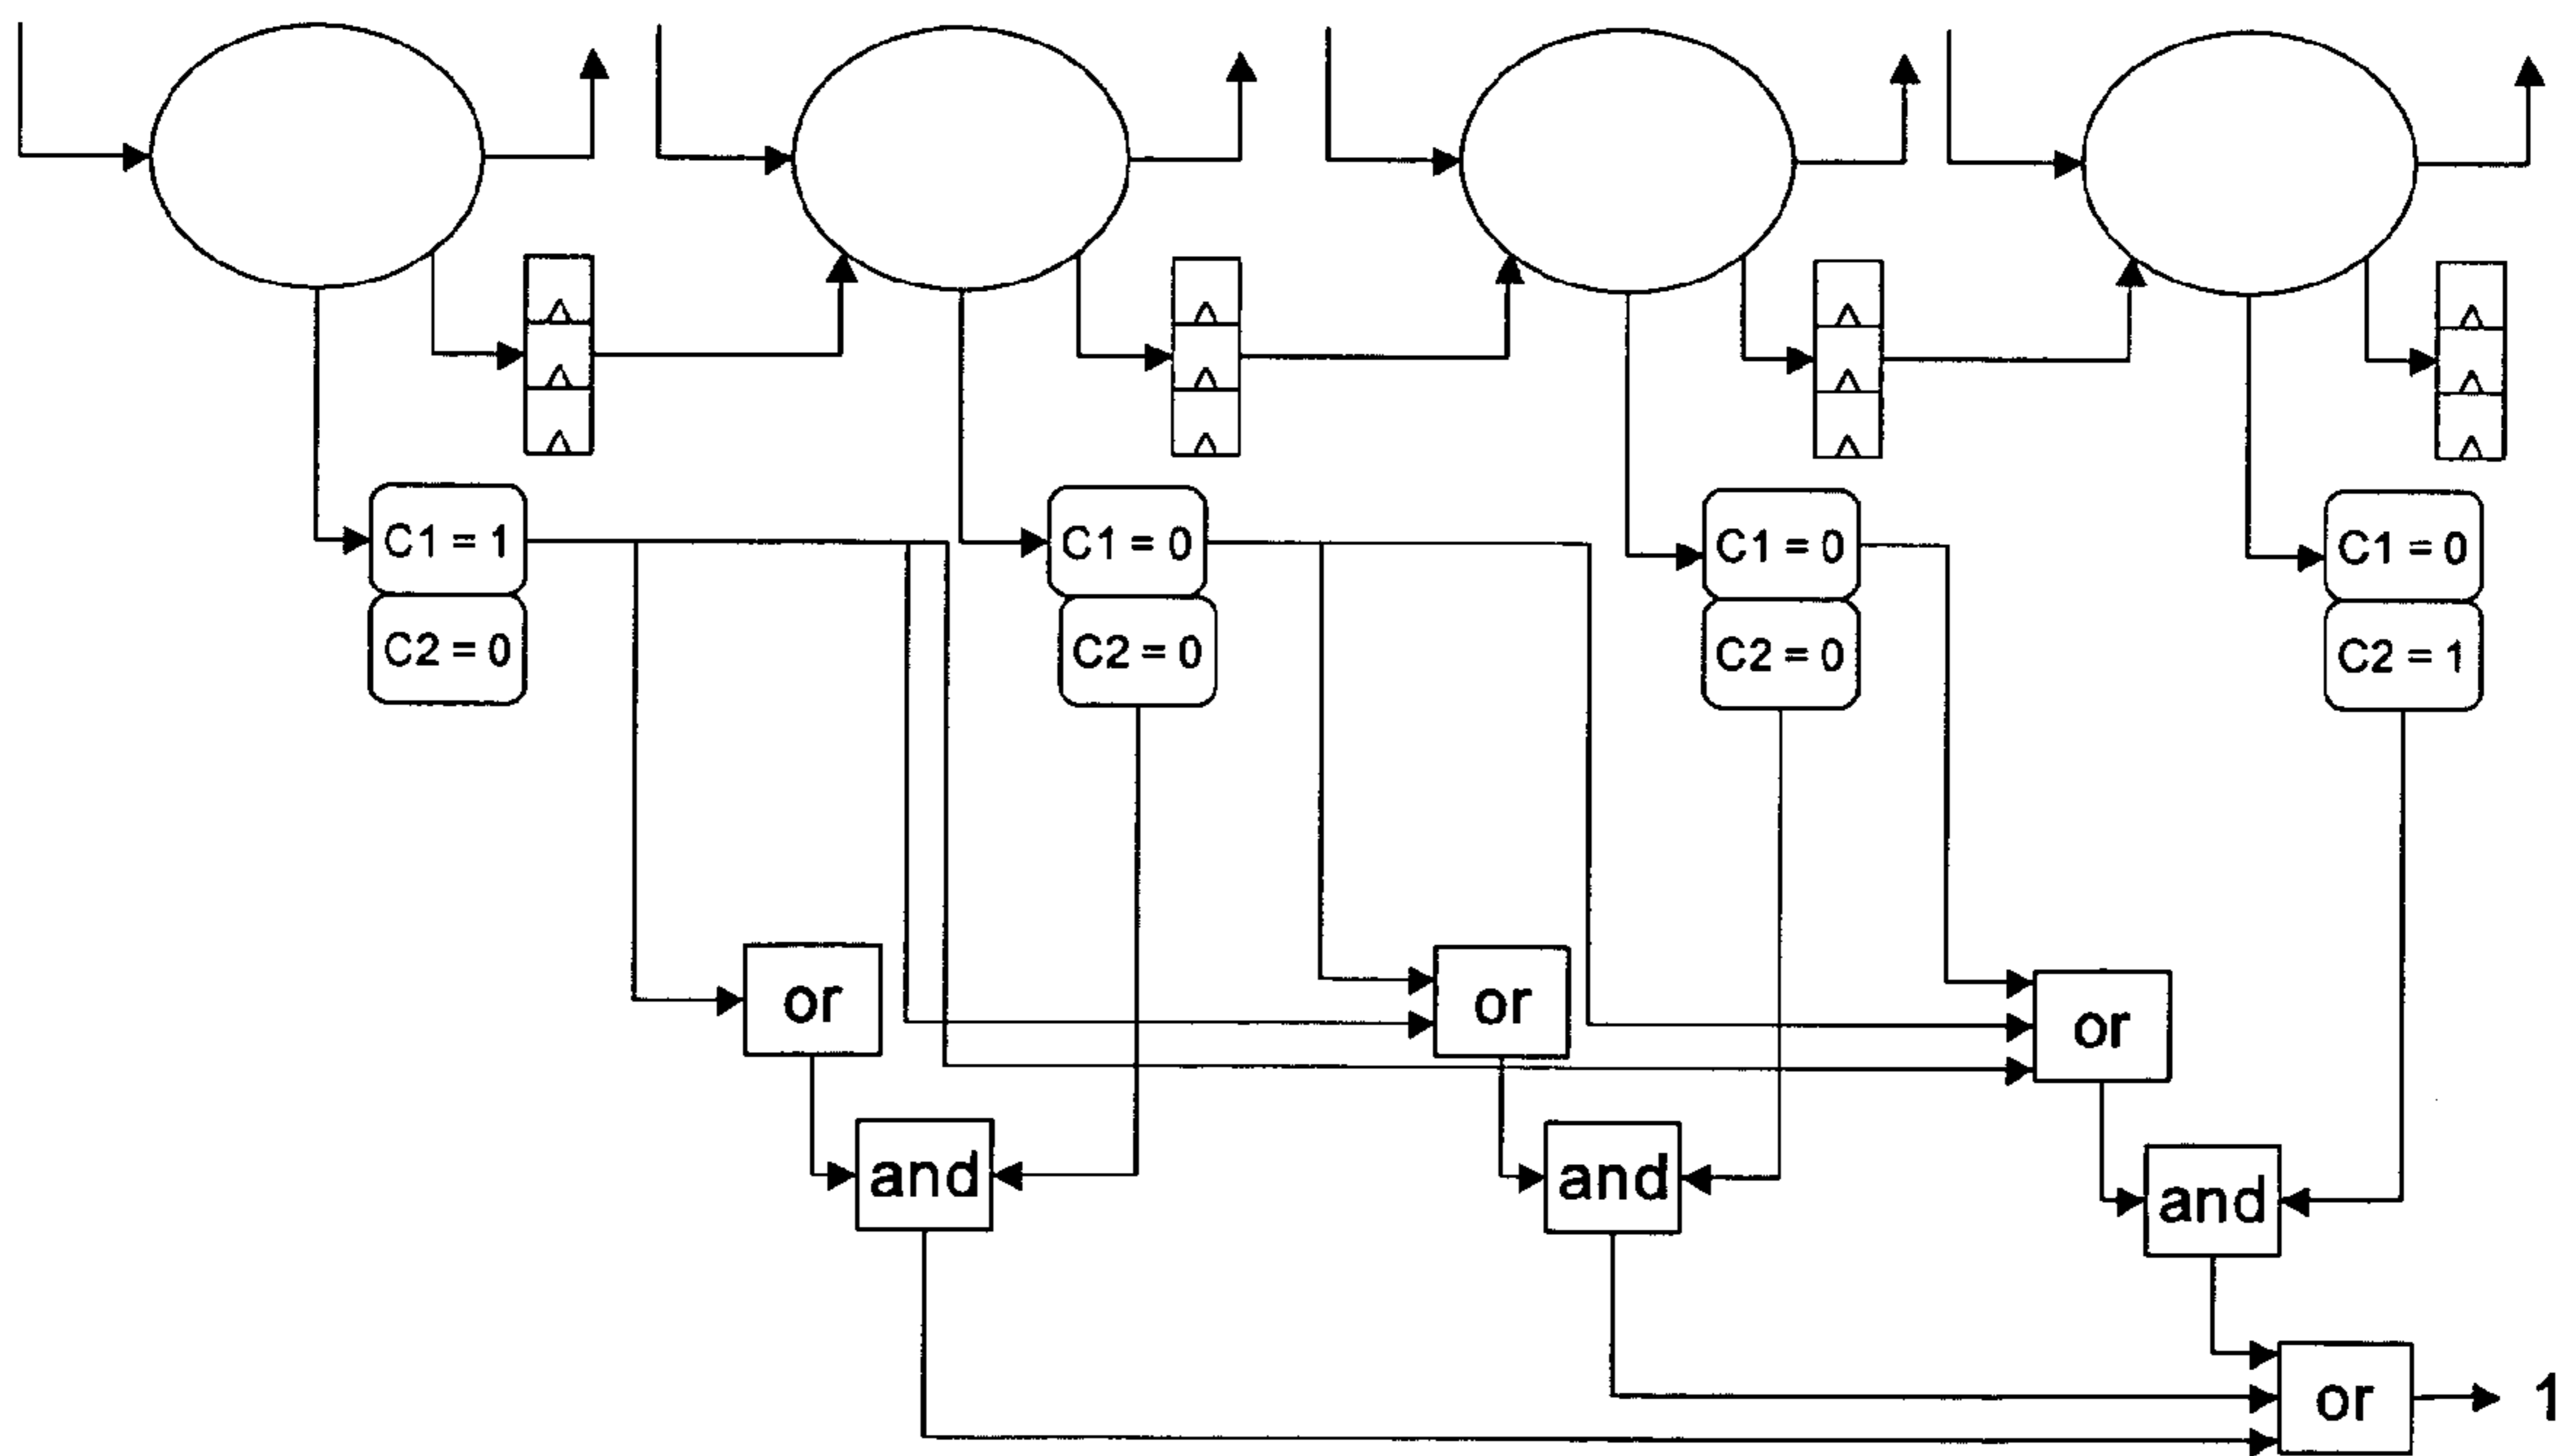 C1 = 1
C2 = 0
C1 = 0
C2 = 0
C1 = 0
C2 = 0
C1 = 0
C2 = 1
or
or
or
and
and
and
or
1